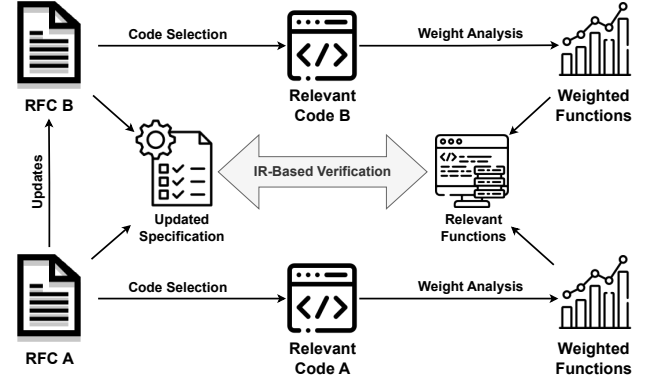 Code Selection
Weight Analysis
</>
RFC B
Relevant
Code B
Weighted
Functions
Updates
IR-Based Verification
</>
Updated
Specification
Relevant
Functions
Code Selection
Weight Analysis
</>
RFC A
Relevant
Code A
Weighted
Functions